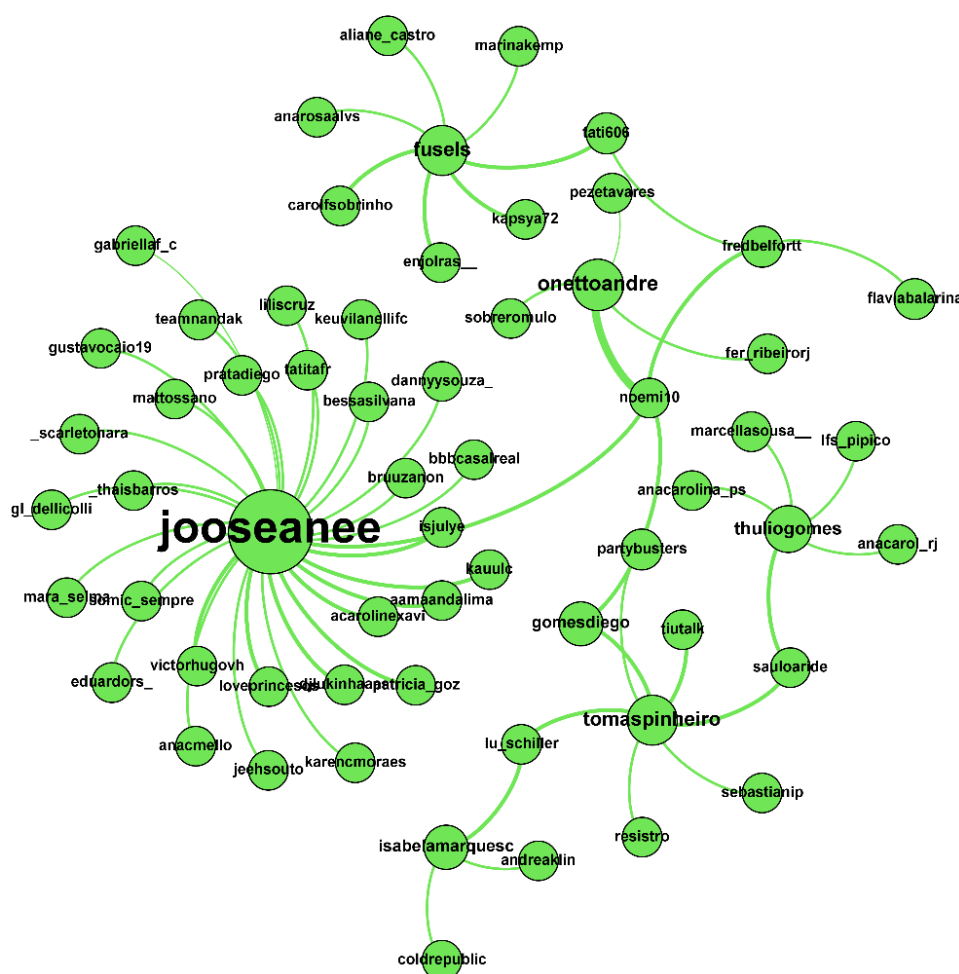 aliane_castro
marinakemp
anarosaalvs
fusels
fati606
carolfsobrinho
pezetavares
kapsya72
gabriellaf_c
enjolras__
fredbelfortt
onettoandre
flaviabalarina
liliscruz
teamnandak
keuvilanellifc
sobreromulo
gustavocaio19
fer_ribeirorj
pratadiego
tatitafr
dannyysouza_
mattossano
bessasilvana
noemi10
_scarletohara
marcellasousa__
lfs_pipico
bbbcasalreal
bruuzanon
_thaisbarros
anacarolina_ps
gl_dellicolli
jooseanee
isjulye
thuliogomes
anacarol_rj
partybusters
kauulc
mara_selma
somic_sempre
aamaandalima
acarolinexavi
gomesdiego
tiutalk
victorhugovh
sauloaride
eduardors_
loveprincesqs
patricia_goz
tomaspinheiro
anacmello
lu_schiller
jeehsouto
karencmoraes
sebastianip
resistro
isabelamarquesc
andreaklin
coldrepublic